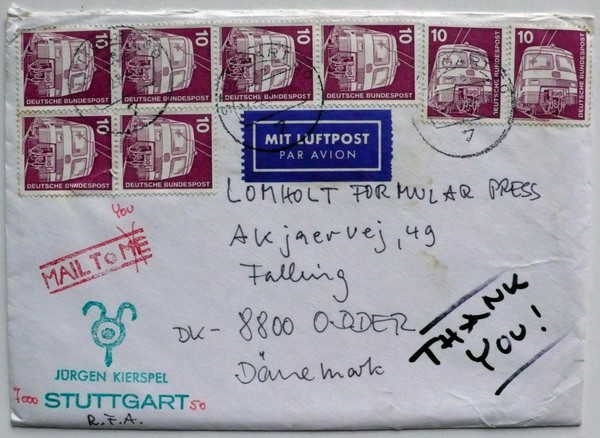 10 DEUTSCHE BUNDESPOST
10 DEUTSCHE BUNDESPOST
10 DEUTSCHE BUNDESPOST
10 DEUTSCHE BUNDESPOST
10 DEUTSCHE BUNDESPOST
10 DEUTSCHE BUNDESPOST
10 DEUTSCHE BUNDESPOST
10 DEUTSCHE BUNDESPOST
MIT LUFTPOST
PAR AVION
LOMHOLT FORMULAR PRESS
Akjaervej, 49
Falling
DK- 8800 ODDER
Dänemark
THANK
YOU!
YOU
MAIL TO ME
JÜRGEN KIERSPEL
7000 STUTTGART 50
R.F.A.